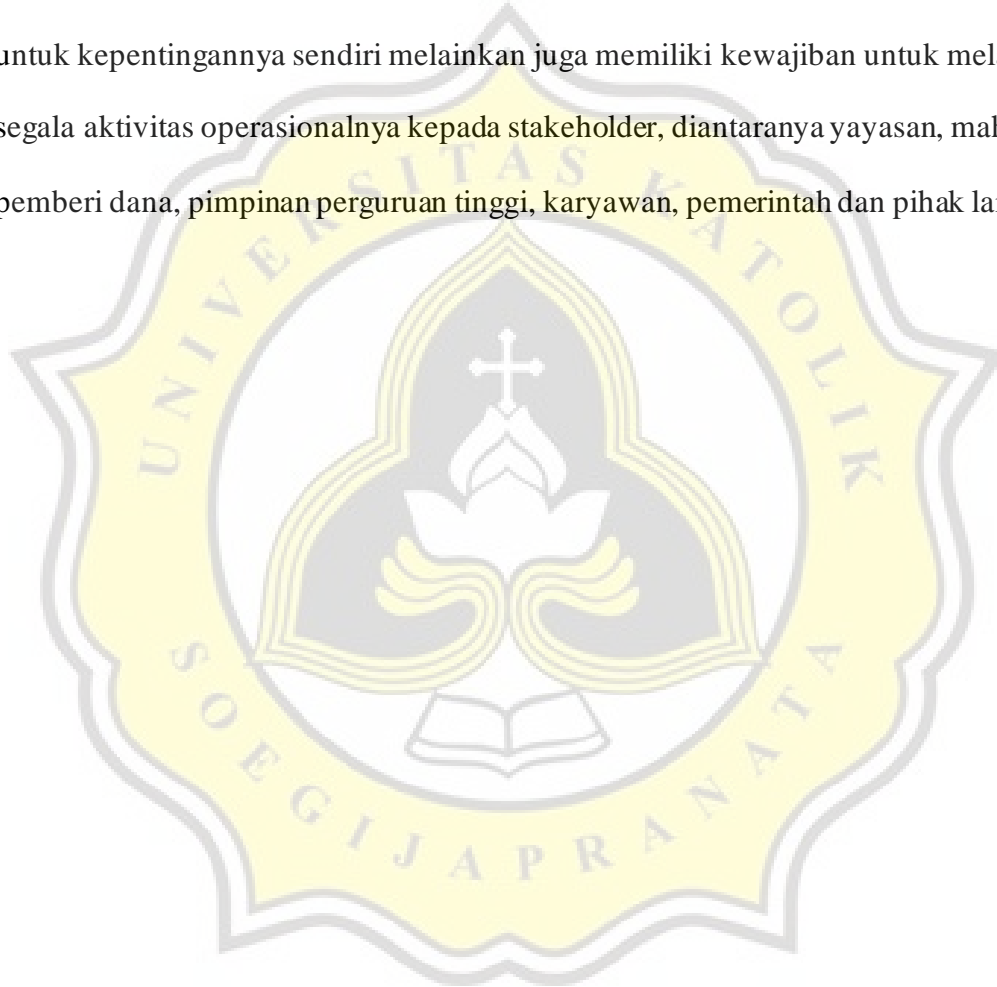 untuk kepentingannya sendiri melainkan juga memiliki kewajiban untuk
segala aktivitas operasionalnya kepada stakeholder, diantaranya yayasan,
pemberi dana, pimpinan perguruan tinggi, karyawan, pemerintah dan pihak
UNIVERSITAS KATOLIK
SOEGIJAPRANATA